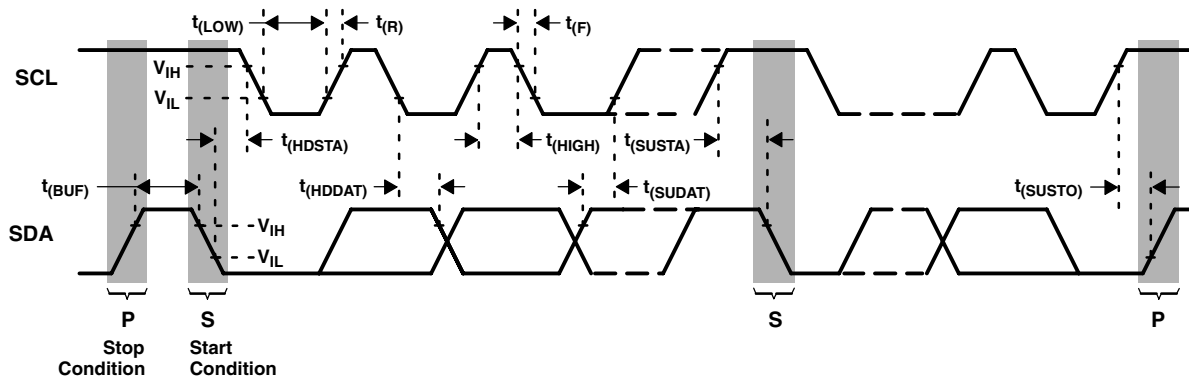 t(LOW) t(R) t(F)
SCL
VIH
VIL
t(HDSTA) t(HIGH) t(SUSTA)
t(BUF) t(HDDAT) t(SUDAT) t(SUSTO)
SDA
VIH
VIL
P S S P
Stop Condition
Start Condition